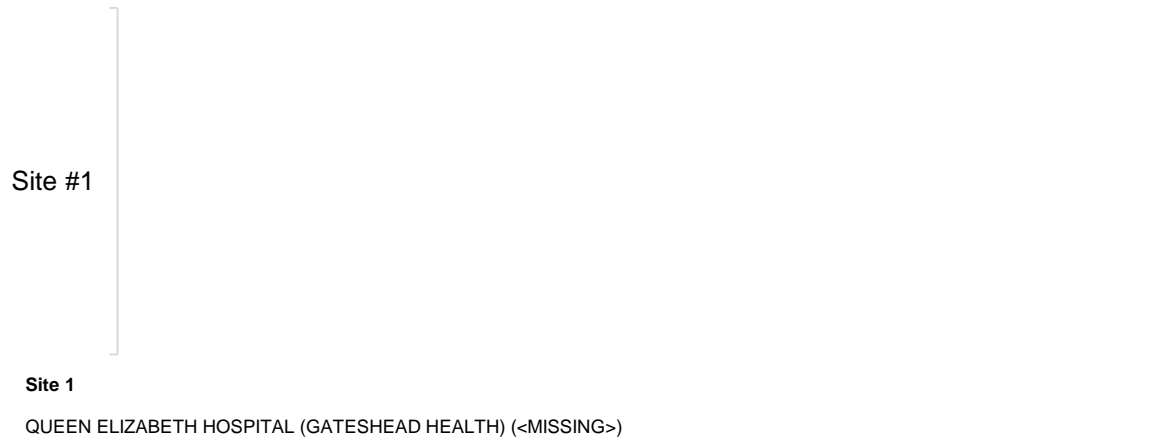 Site #1
Site 1
QUEEN ELIZABETH HOSPITAL (GATESHEAD HEALTH) (<MISSING>)